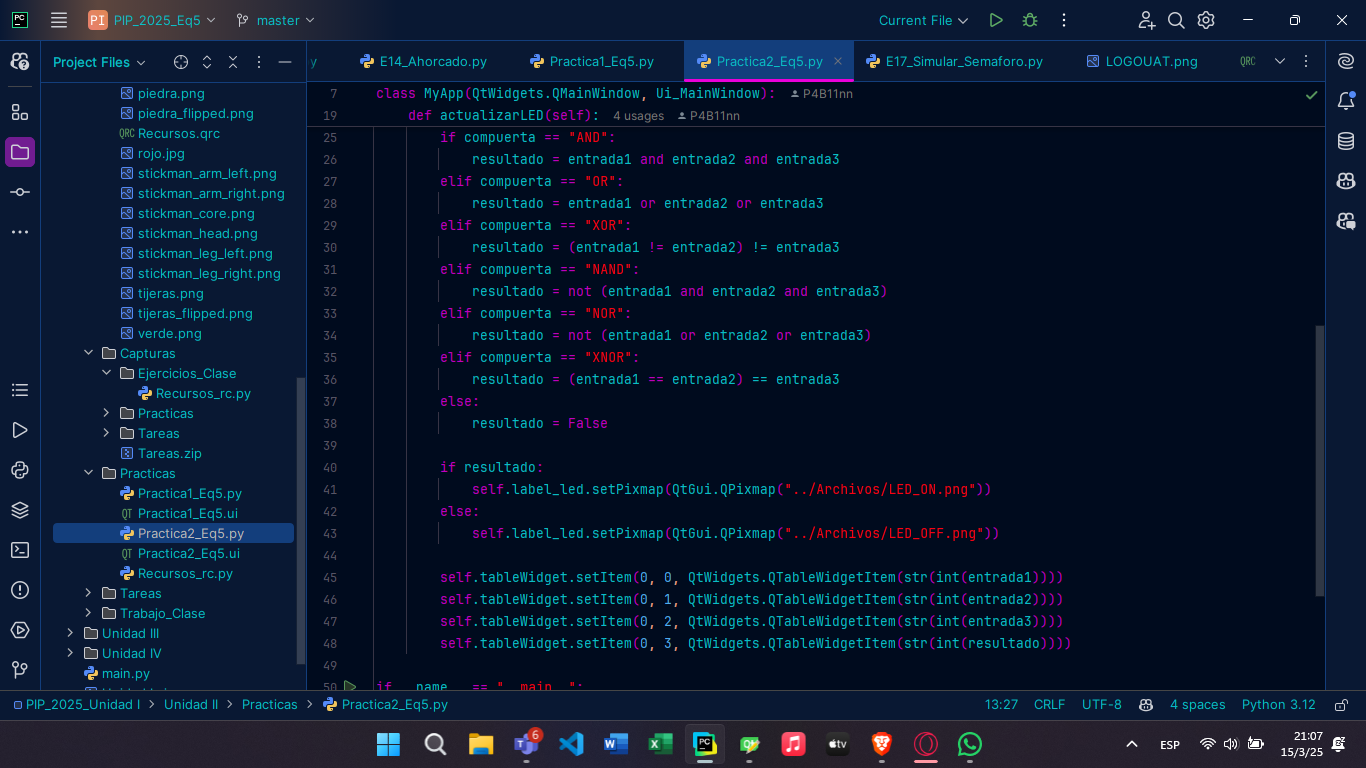 PC
PI PIP_2025_Eq5 master Current File
Project Files
E14_Ahorcado.py Practica1_Eq5.py Practica2_Eq5.py E17_Simular_Semaforo.py LOGOUAT.png QRC
piedra.png
piedra_flipped.png
QRC Recursos.qrc
rojo.jpg
stickman_arm_left.png
stickman_arm_right.png
stickman_core.png
stickman_head.png
stickman_leg_left.png
stickman_leg_right.png
tijeras.png
tijeras_flipped.png
verde.png
Capturas
Ejercicios_Clase
Recursos_rc.py
Practicas
Tareas
Tareas.zip
Practicas
Practica1_Eq5.py
QT Practica1_Eq5.ui
Practica2_Eq5.py
QT Practica2_Eq5.ui
Recursos_rc.py
Tareas
Trabajo_Clase
Unidad III
Unidad IV
main.py
7 class MyApp(QtWidgets.QMainWindow, Ui_MainWindow): P4B11nn
19 def actualizarLED(self): 4 usages P4B11nn
25 if compuerta == "AND":
26 resultado = entrada1 and entrada2 and entrada3
27 elif compuerta == "OR":
28 resultado = entrada1 or entrada2 or entrada3
29 elif compuerta == "XOR":
30 resultado = (entrada1 != entrada2) != entrada3
31 elif compuerta == "NAND":
32 resultado = not (entrada1 and entrada2 and entrada3)
33 elif compuerta == "NOR":
34 resultado = not (entrada1 or entrada2 or entrada3)
35 elif compuerta == "XNOR":
36 resultado = (entrada1 == entrada2) == entrada3
37 else:
38 resultado = False
39
40 if resultado:
41 self.label_led.setPixmap(QtGui.QPixmap("../Archivos/LED_ON.png"))
42 else:
43 self.label_led.setPixmap(QtGui.QPixmap("../Archivos/LED_OFF.png"))
44
45 self.tableWidget.setItem(0, 0, QtWidgets.QTableWidgetItem(str(int(entrada1))))
46 self.tableWidget.setItem(0, 1, QtWidgets.QTableWidgetItem(str(int(entrada2))))
47 self.tableWidget.setItem(0, 2, QtWidgets.QTableWidgetItem(str(int(entrada3))))
48 self.tableWidget.setItem(0, 3, QtWidgets.QTableWidgetItem(str(int(resultado))))
49
50 if __name__ == "__main__":
PIP_2025_Unidad I > Unidad II > Practicas > Practica2_Eq5.py 13:27 CRLF UTF-8 4 spaces Python 3.12
6 PC Qt tv ESP 21:07
15/3/25